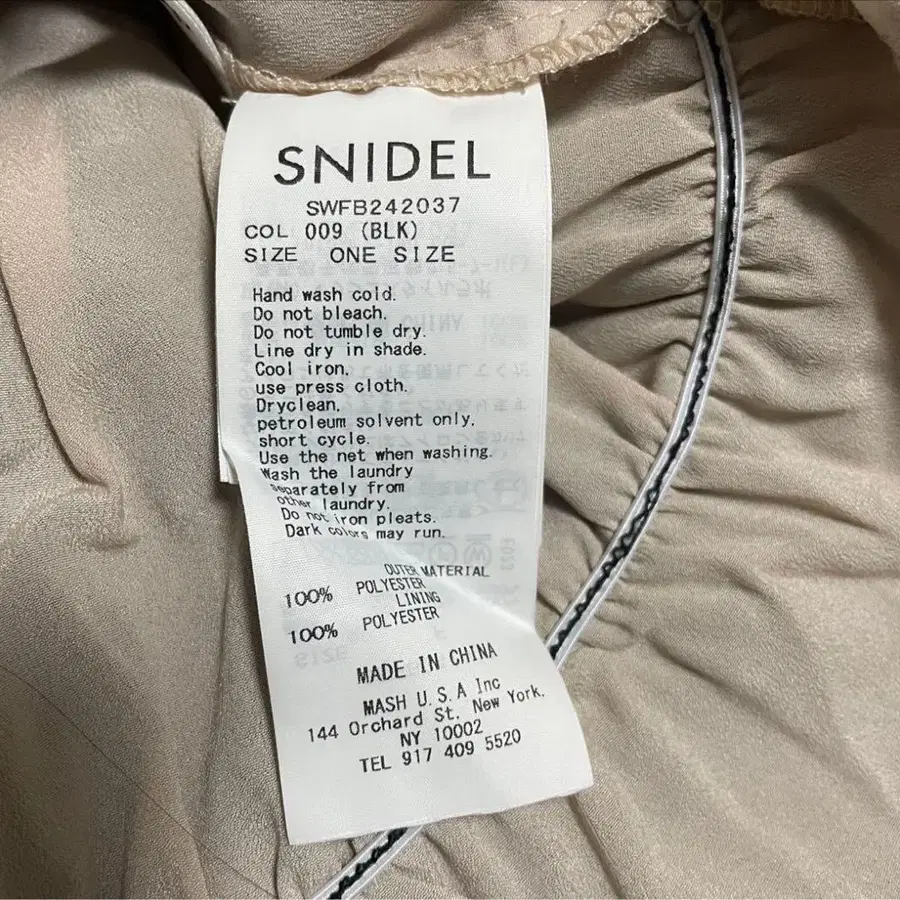 SNIDEL
SWFB242037
COL 009 (BLK)
SIZE ONE SIZE
Hand wash cold.
Do not bleach.
Do not tumble dry.
Line dry in shade.
Cool iron.
use press cloth.
Dryclean.
petroleum solvent only,
short cycle.
Use the net when washing.
Wash the laundry
separately from
other laundry.
Do not iron pleats.
Dark colors may run.
OUTER MATERIAL
100% POLYESTER
LINING
100% POLYESTER
MADE IN CHINA
MASH U.S.A Inc
144 Orchard St. New York,
NY 10002
TEL 917 409 5520